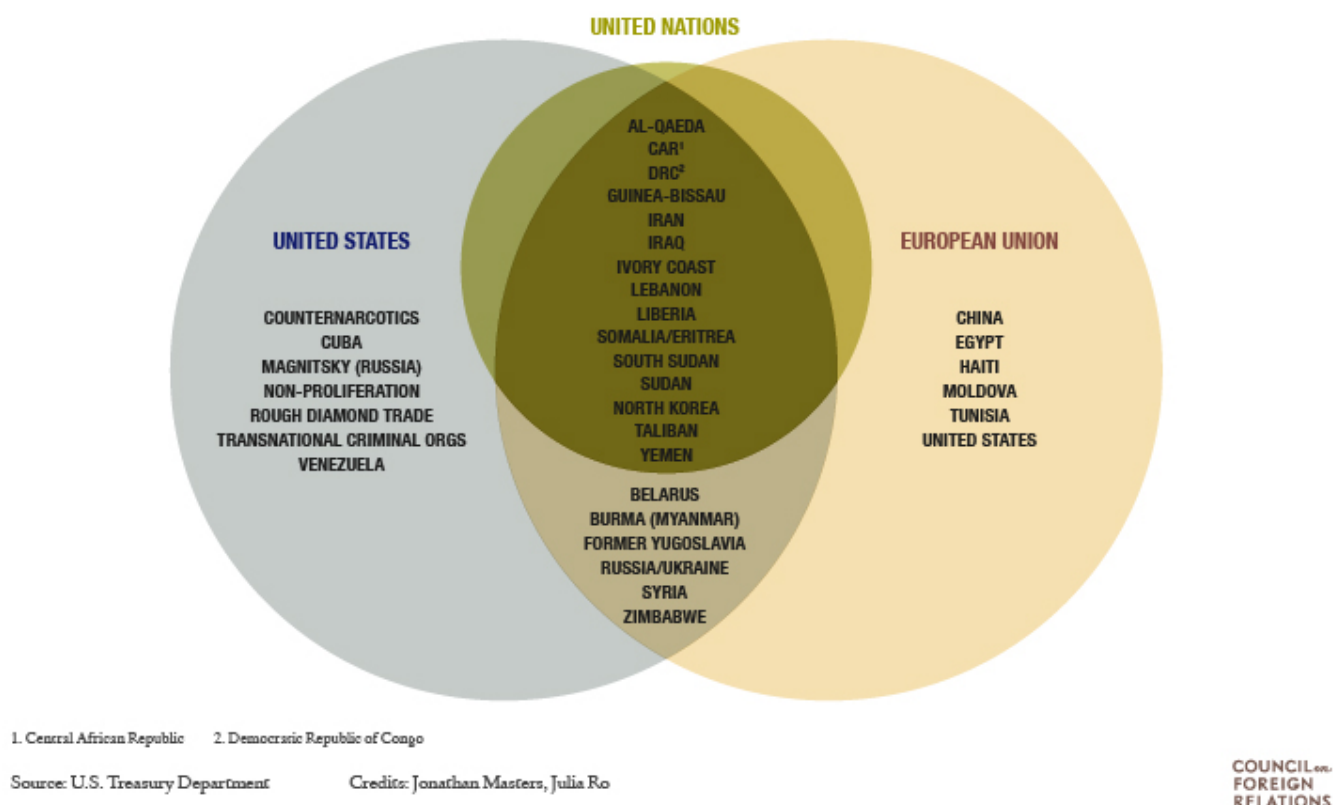 UNITED NATIONS
UNITED STATES
COUNTERNARCOTICS
CUBA
MAGNITSKY (RUSSIA)
NON-PROLIFERATION
ROUGH DIAMOND TRADE
TRANSNATIONAL CRIMINAL ORGS
VENEZUELA
AL-QAEDA
CAR¹
DRC²
GUINEA-BISSAU
IRAN
IRAQ
IVORY COAST
LEBANON
LIBERIA
SOMALIA/ERITREA
SOUTH SUDAN
SUDAN
NORTH KOREA
TALIBAN
YEMEN
BELARUS
BURMA (MYANMAR)
FORMER YUGOSLAVIA
RUSSIA/UKRAINE
SYRIA
ZIMBABWE
EUROPEAN UNION
CHINA
EGYPT
HAITI
MOLDOVA
TUNISIA
UNITED STATES
1. Central African Republic 2. Democratic Republic of Congo
Source: U.S. Treasury Department Credits: Jonathan Masters, Julia Ro
COUNCIL on
FOREIGN
RELATIONS